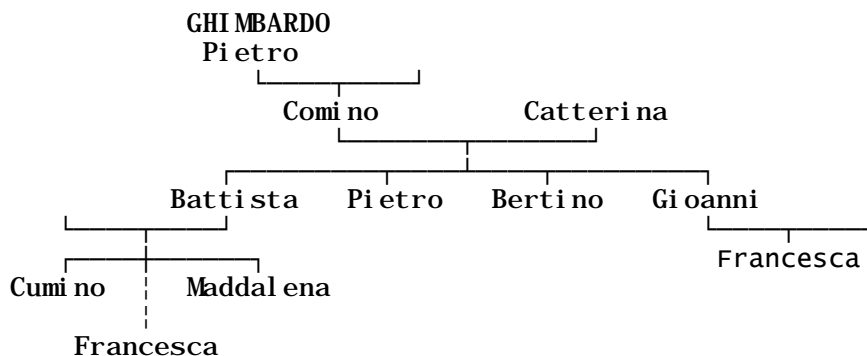 GHIMBARDO
Pietro
Comino Catterina
Battista Pietro Bertino Gioanni
Francesca
Cumino Maddalena
Francesca